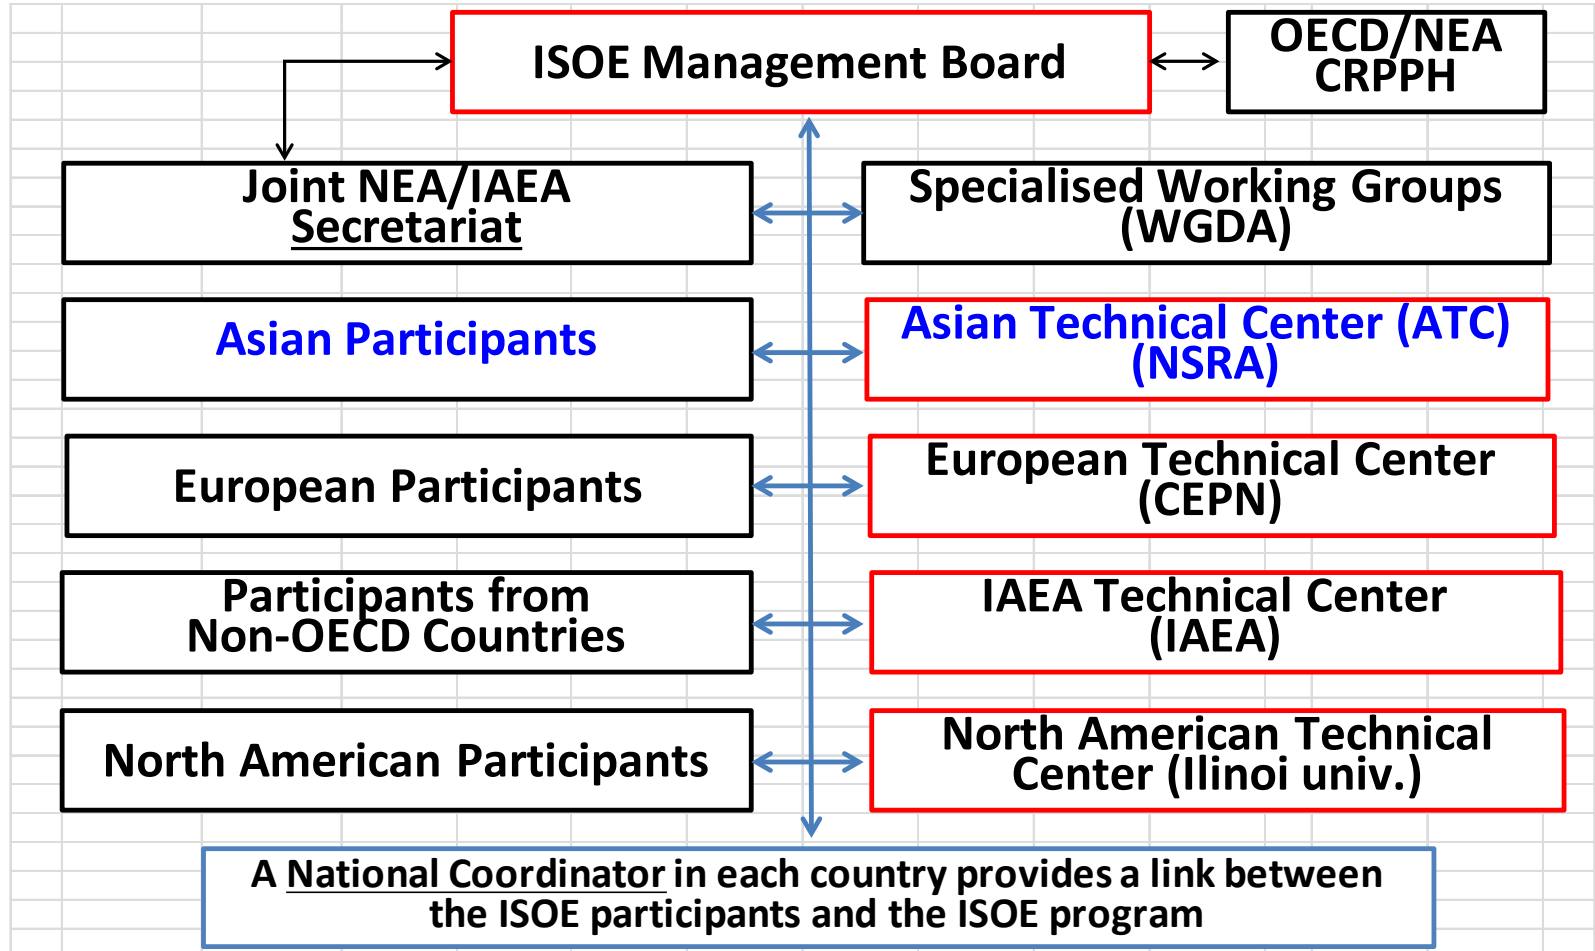 ISOE Management Board
OECD/NEA
CRPPH
Joint NEA/IAEA
Secretariat
Specialised Working Groups
(WGDA)
Asian Participants
Asian Technical Center (ATC)
(NSRA)
European Participants
European Technical Center
(CEPN)
Participants from
Non-OECD Countries
IAEA Technical Center
(IAEA)
North American Participants
North American Technical
Center (Ilinoi univ.)
A National Coordinator in each country provides a link between
the ISOE participants and the ISOE program